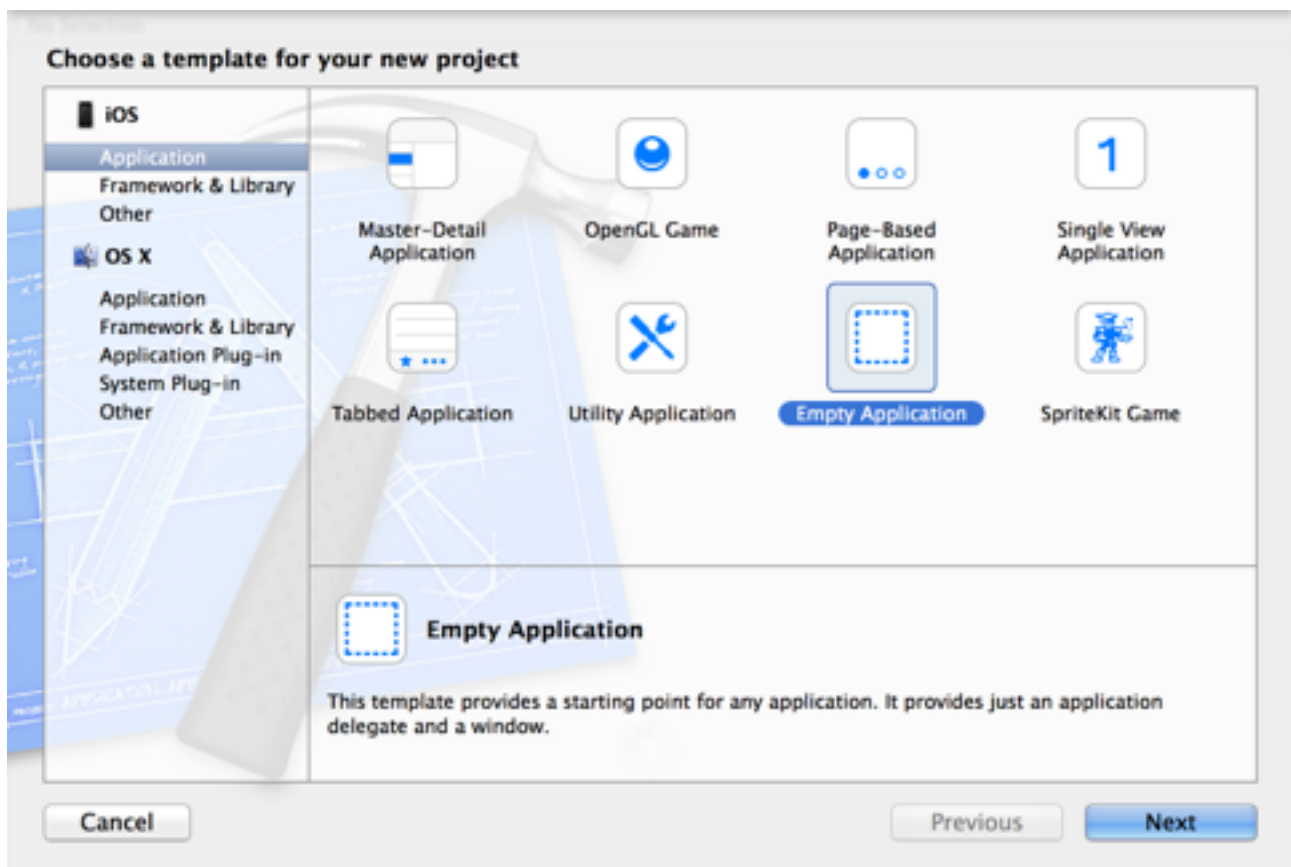 No Selection
Choose a template for your new project
iOS
Application
Framework & Library
Other
OS X
Application
Framework & Library
Application Plug-in
System Plug-in
Other
Master-Detail
Application
OpenGL Game
Page-Based
Application
1
Single View
Application
Tabbed Application
Utility Application
Empty Application
SpriteKit Game
Empty Application
This template provides a starting point for any application. It provides just an application
delegate and a window.
Cancel
Previous
Next